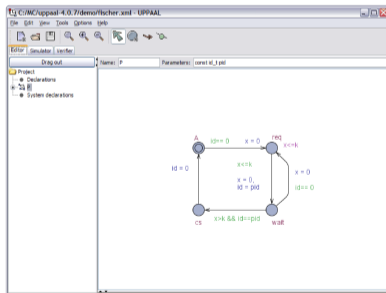 C:/MC/uppaal-4.0.7/demo/fischer.xml - UPPAAL
File Edit View Tools Options Help
Editor Simulator Verifier
Drag out
Name: P Parameters: const id_t pid
Project
Declarations
P
System declarations
A
id== 0 x = 0
req
x<=k
id = 0
x<=k
x = 0,
id = pid
x = 0
id== 0
cs
x>k && id==pid
wait